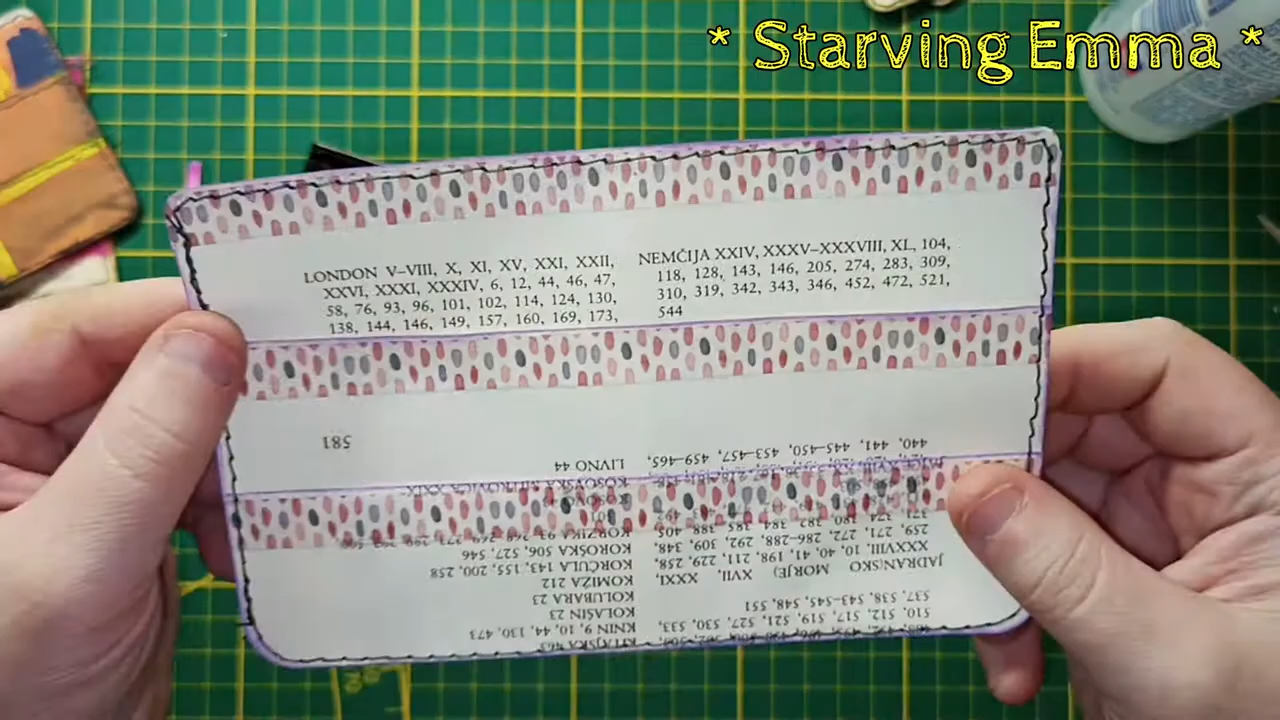 * Starving Emma *
LONDON V–VIII, X, XI, XV, XXI, XXII,
XXVI, XXXI, XXXIV, 6, 12, 44, 46, 47,
58, 76, 93, 96, 101, 102, 114, 124, 130,
138, 144, 146, 149, 157, 160, 169, 173,
NEMČIJA XXIV, XXXV–XXXVIII, XL, 104,
118, 128, 143, 146, 205, 274, 283, 309,
310, 319, 342, 343, 346, 452, 472, 521,
544
581
LIVNO 44
KOSOVO
KOROŠKA 506, 527, 546
KORČULA 143, 155, 200, 258
KOMIZA 212
KOLUBARA 23
KOLAŠIN 23
KNIN 9, 10, 44, 130, 473
KITAJSKA 463
440, 441, 445–450, 453–457, 459–465,
259, 271, 272, 286–288, 292, 309, 348,
XXXVIII, 10, 40, 41, 198, 211, 229, 258,
JADRANSKO MORJE) XVII, XXXI,
537, 538, 543–545, 548, 551
510, 512, 517, 519, 521, 527, 530, 533,